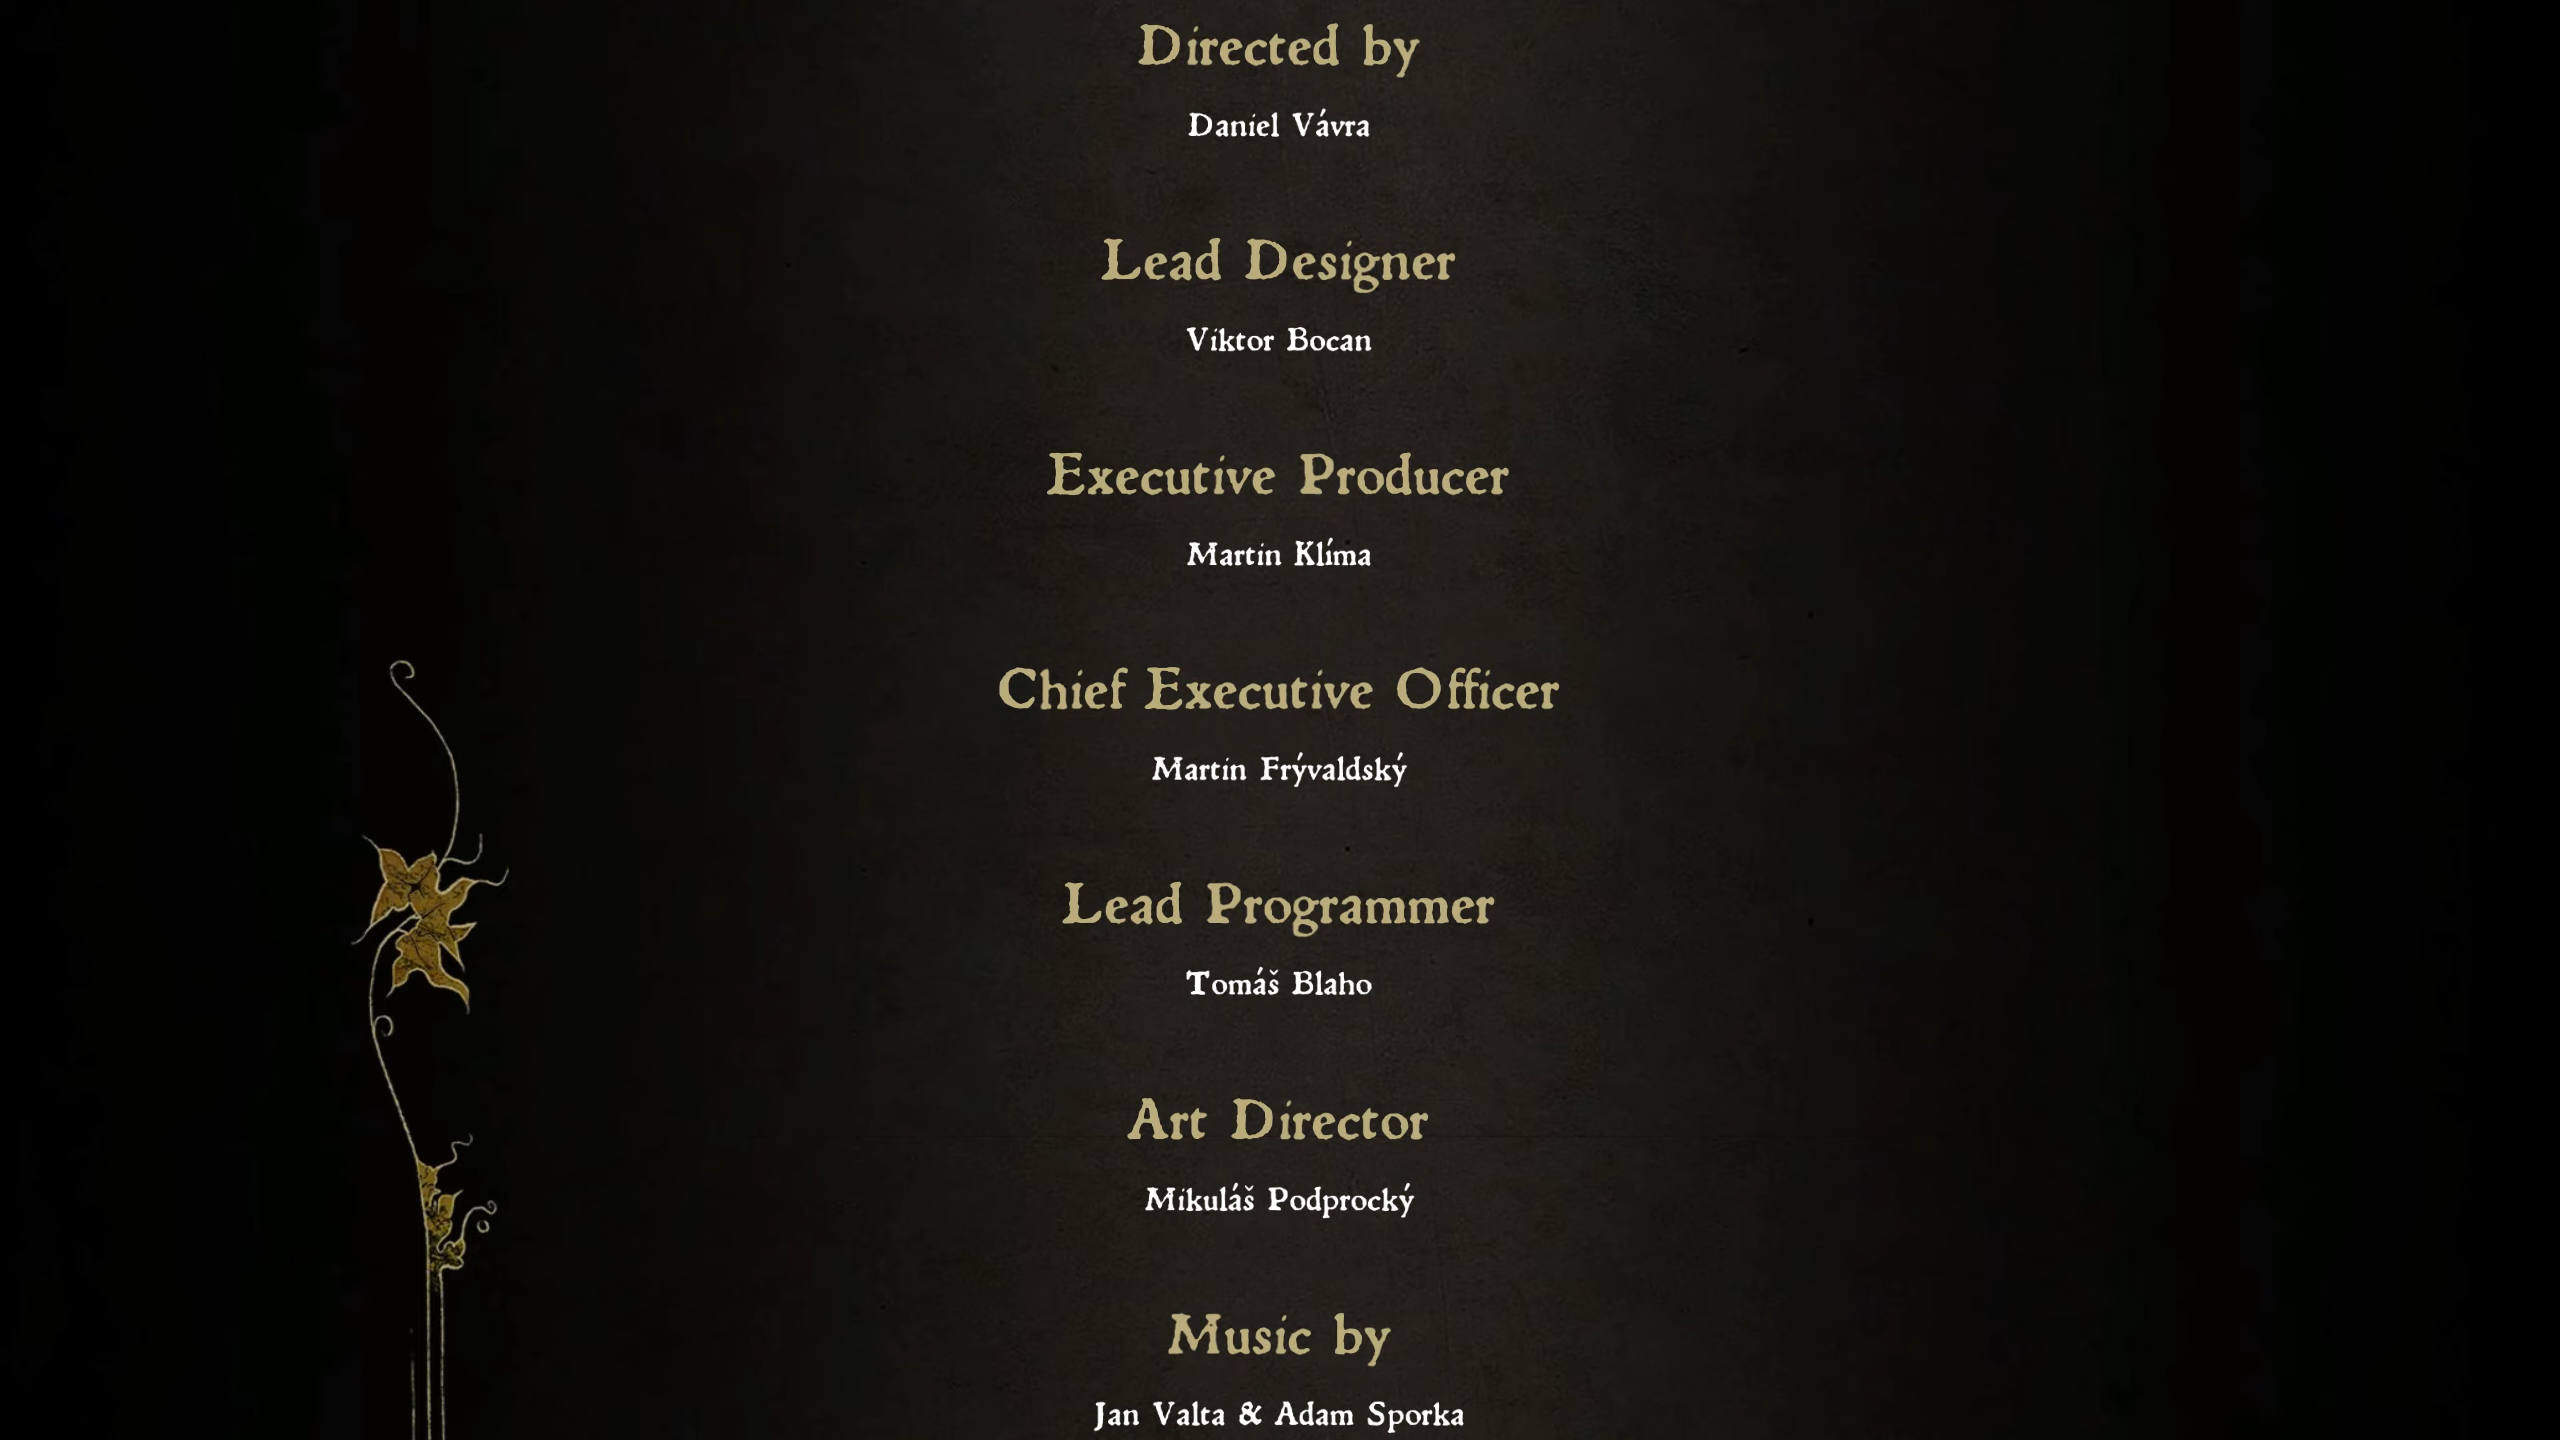 Directed by
Daniel Vávra
Lead Designer
Viktor Bocan
Executive Producer
Martin Klíma
Chief Executive Officer
Martin Frývaldský
Lead Programmer
Tomáš Blaho
Art Director
Mikuláš Podprocký
Music by
Jan Valta & Adam Sporka